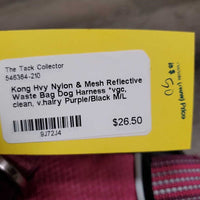 The Tack Collector
546384-210
Kong Hvy Nylon & Mesh Reflective
Waste Bag Dog Harness *vgc,
clean, v.hairy Purple/Black M/L
$26.50
9J72J4